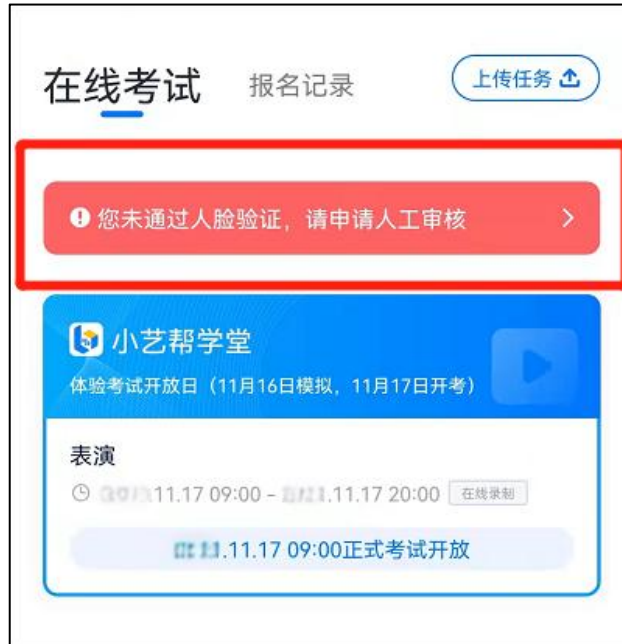 在线考试
报名记录
上传任务
您未通过人脸验证，请申请人工审核
小艺帮学堂
体验考试开放日（11月16日模拟，11月17日开考）
表演
11.17 09:00 - .11.17 20:00 在线录制
.11.17 09:00正式考试开放